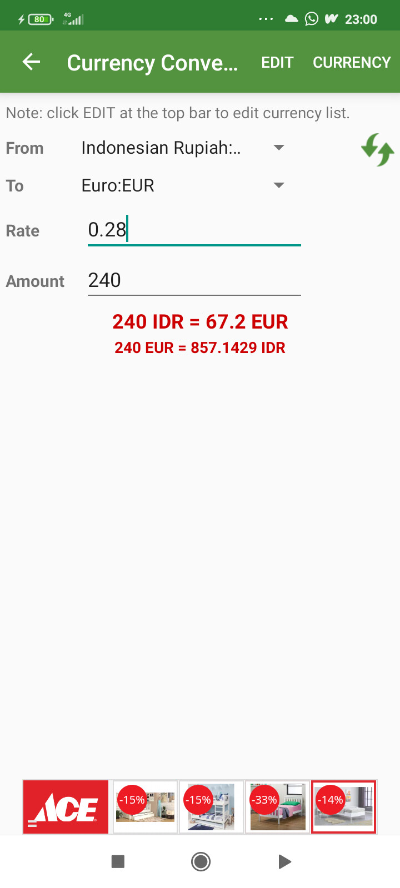 80
4G
23:00
Currency Conve...
EDIT
CURRENCY
Note: click EDIT at the top bar to edit currency list.
From
Indonesian Rupiah:..
To
Euro:EUR
Rate
0.28
Amount
240
240 IDR = 67.2 EUR
240 EUR = 857.1429 IDR
ACE
-15%
-15%
-33%
-14%